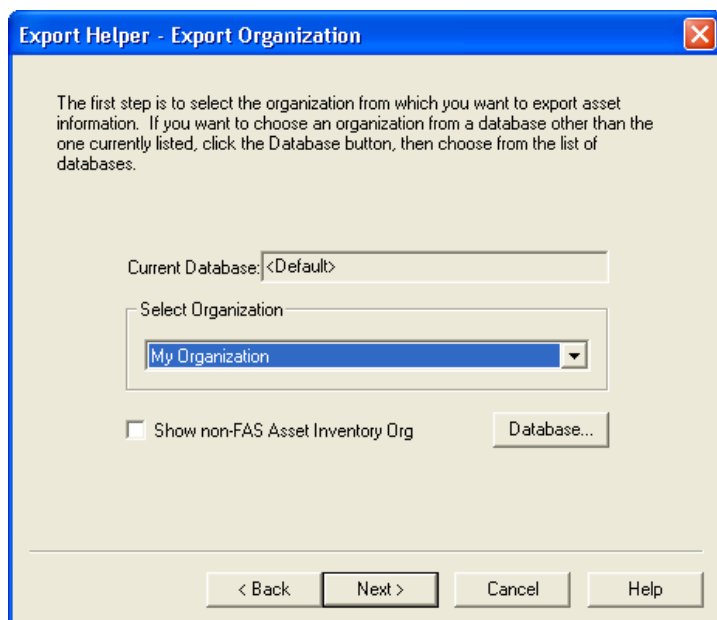 Export Helper - Export Organization
The first step is to select the organization from which you want to export asset
information.  If you want to choose an organization from a database other than the
one currently listed, click the Database button, then choose from the list of
databases.
Current Database: <Default>
Select Organization
My Organization
Show non-FAS Asset Inventory Org
Database...
< Back
Next >
Cancel
Help